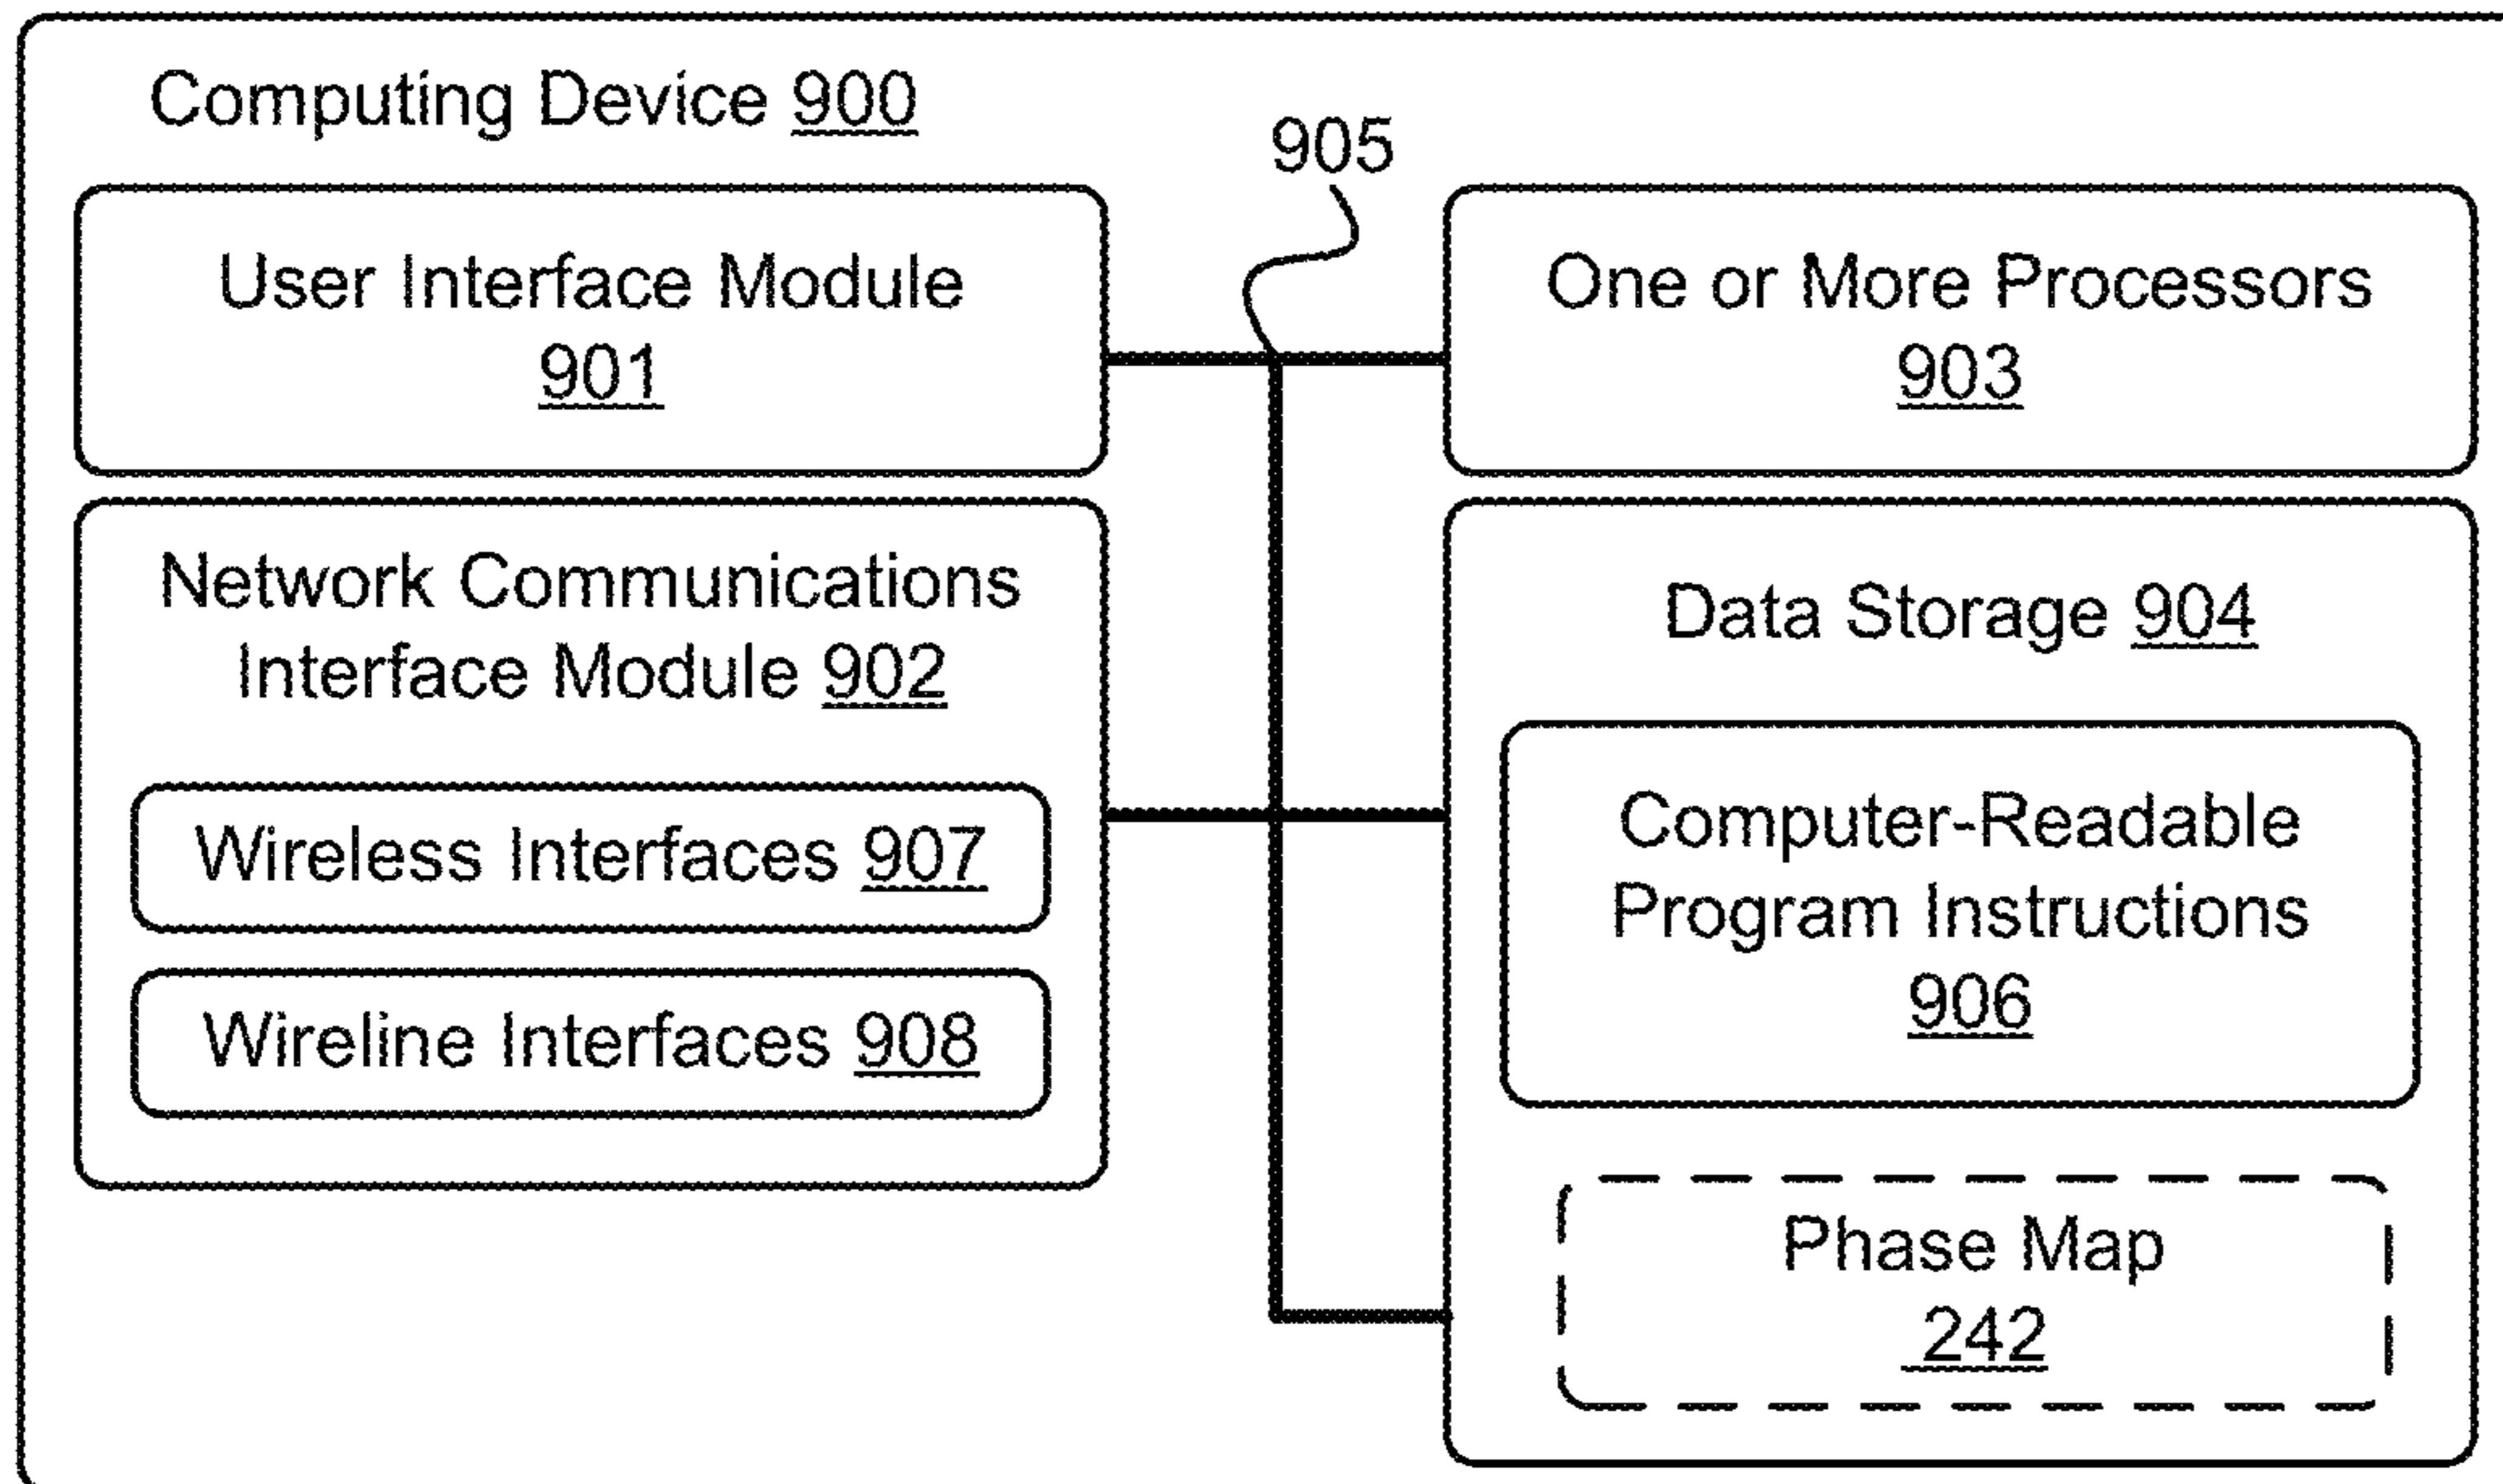 Computing Device 900
905
User Interface Module
901
One or More Processors
903
Network Communications
Interface Module 902
Wireless Interfaces 907
Wireline Interfaces 908
Data Storage 904
Computer-Readable
Program Instructions
906
Phase Map
242